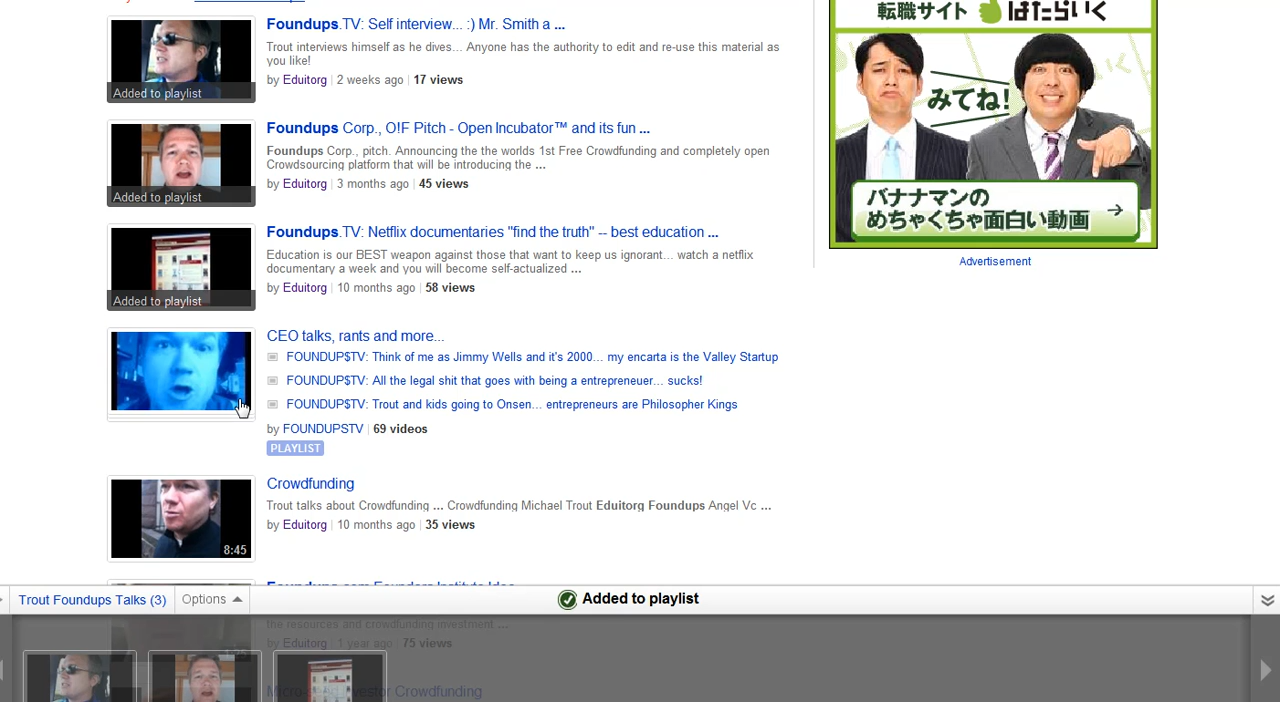 Foundups.TV: Self interview... :) Mr. Smith a ...
Trout interviews himself as he dives... Anyone has the authority to edit and re-use this material as
you like!
by Eduitorg | 2 weeks ago | 17 views
Added to playlist
Foundups Corp., O!F Pitch - Open Incubator™ and its fun ...
Foundups Corp., pitch. Announcing the the worlds 1st Free Crowdfunding and completely open
Crowdsourcing platform that will be introducing the ...
by Eduitorg | 3 months ago | 45 views
Added to playlist
Foundups.TV: Netflix documentaries "find the truth" -- best education ...
Education is our BEST weapon against those that want to keep us ignorant... watch a netflix
documentary a week and you will become self-actualized ...
by Eduitorg | 10 months ago | 58 views
Added to playlist
CEO talks, rants and more...
FOUNDUP$TV: Think of me as Jimmy Wells and it's 2000... my encarta is the Valley Startup
FOUNDUP$TV: All the legal shit that goes with being a entrepreneuer... sucks!
FOUNDUP$TV: Trout and kids going to Onsen... entrepreneurs are Philosopher Kings
by FOUNDUPSTV | 69 videos
PLAYLIST
Crowdfunding
Trout talks about Crowdfunding ... Crowdfunding Michael Trout Eduitorg Foundups Angel Vc ...
by Eduitorg | 10 months ago | 35 views
8:45
転職サイト はたらいく
みてね!
バナナマンの
めちゃくちゃ面白い動画
Advertisement
Foundups.com Founders Institute Idea
Trout Foundups Talks (3)
Options
Added to playlist
the resources and crowdfunding investment ...
by Eduitorg | 1 year ago | 75 views
Investor Crowdfunding